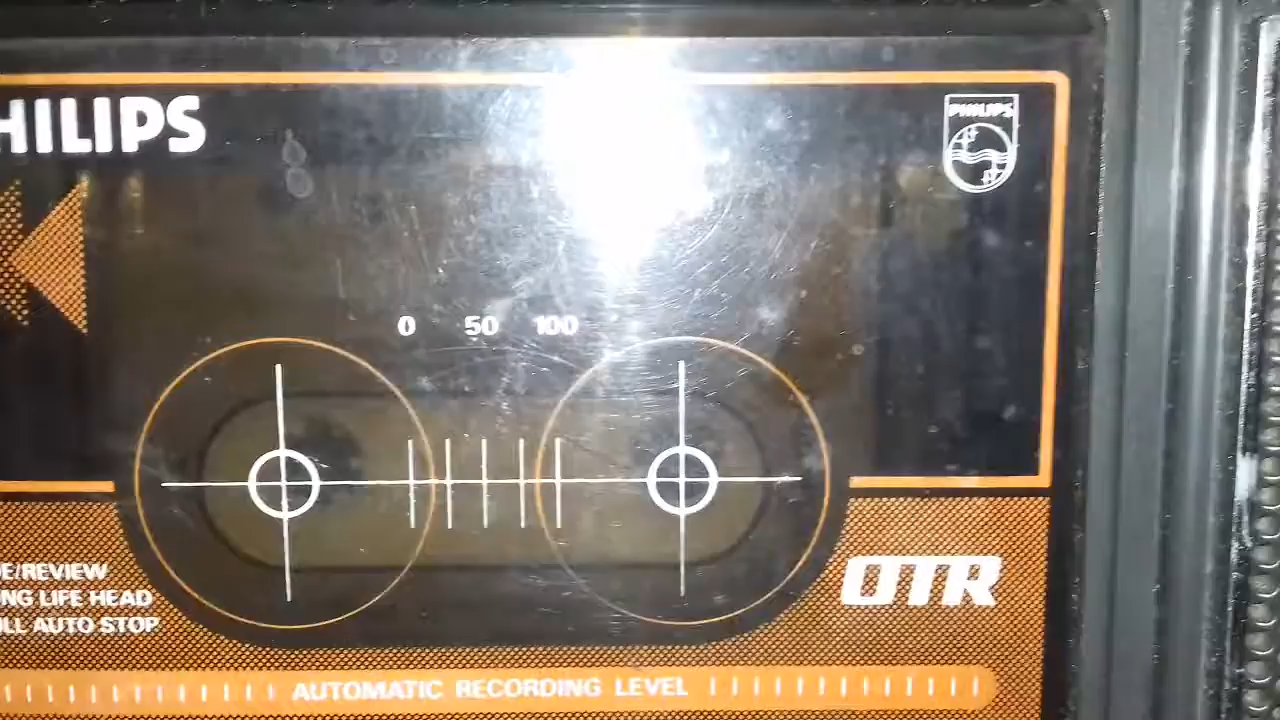 HILIPS
PHILIPS
0 50 100
E/REVIEW
NG LIFE HEAD
LL AUTO STOP
OTR
AUTOMATIC RECORDING LEVEL